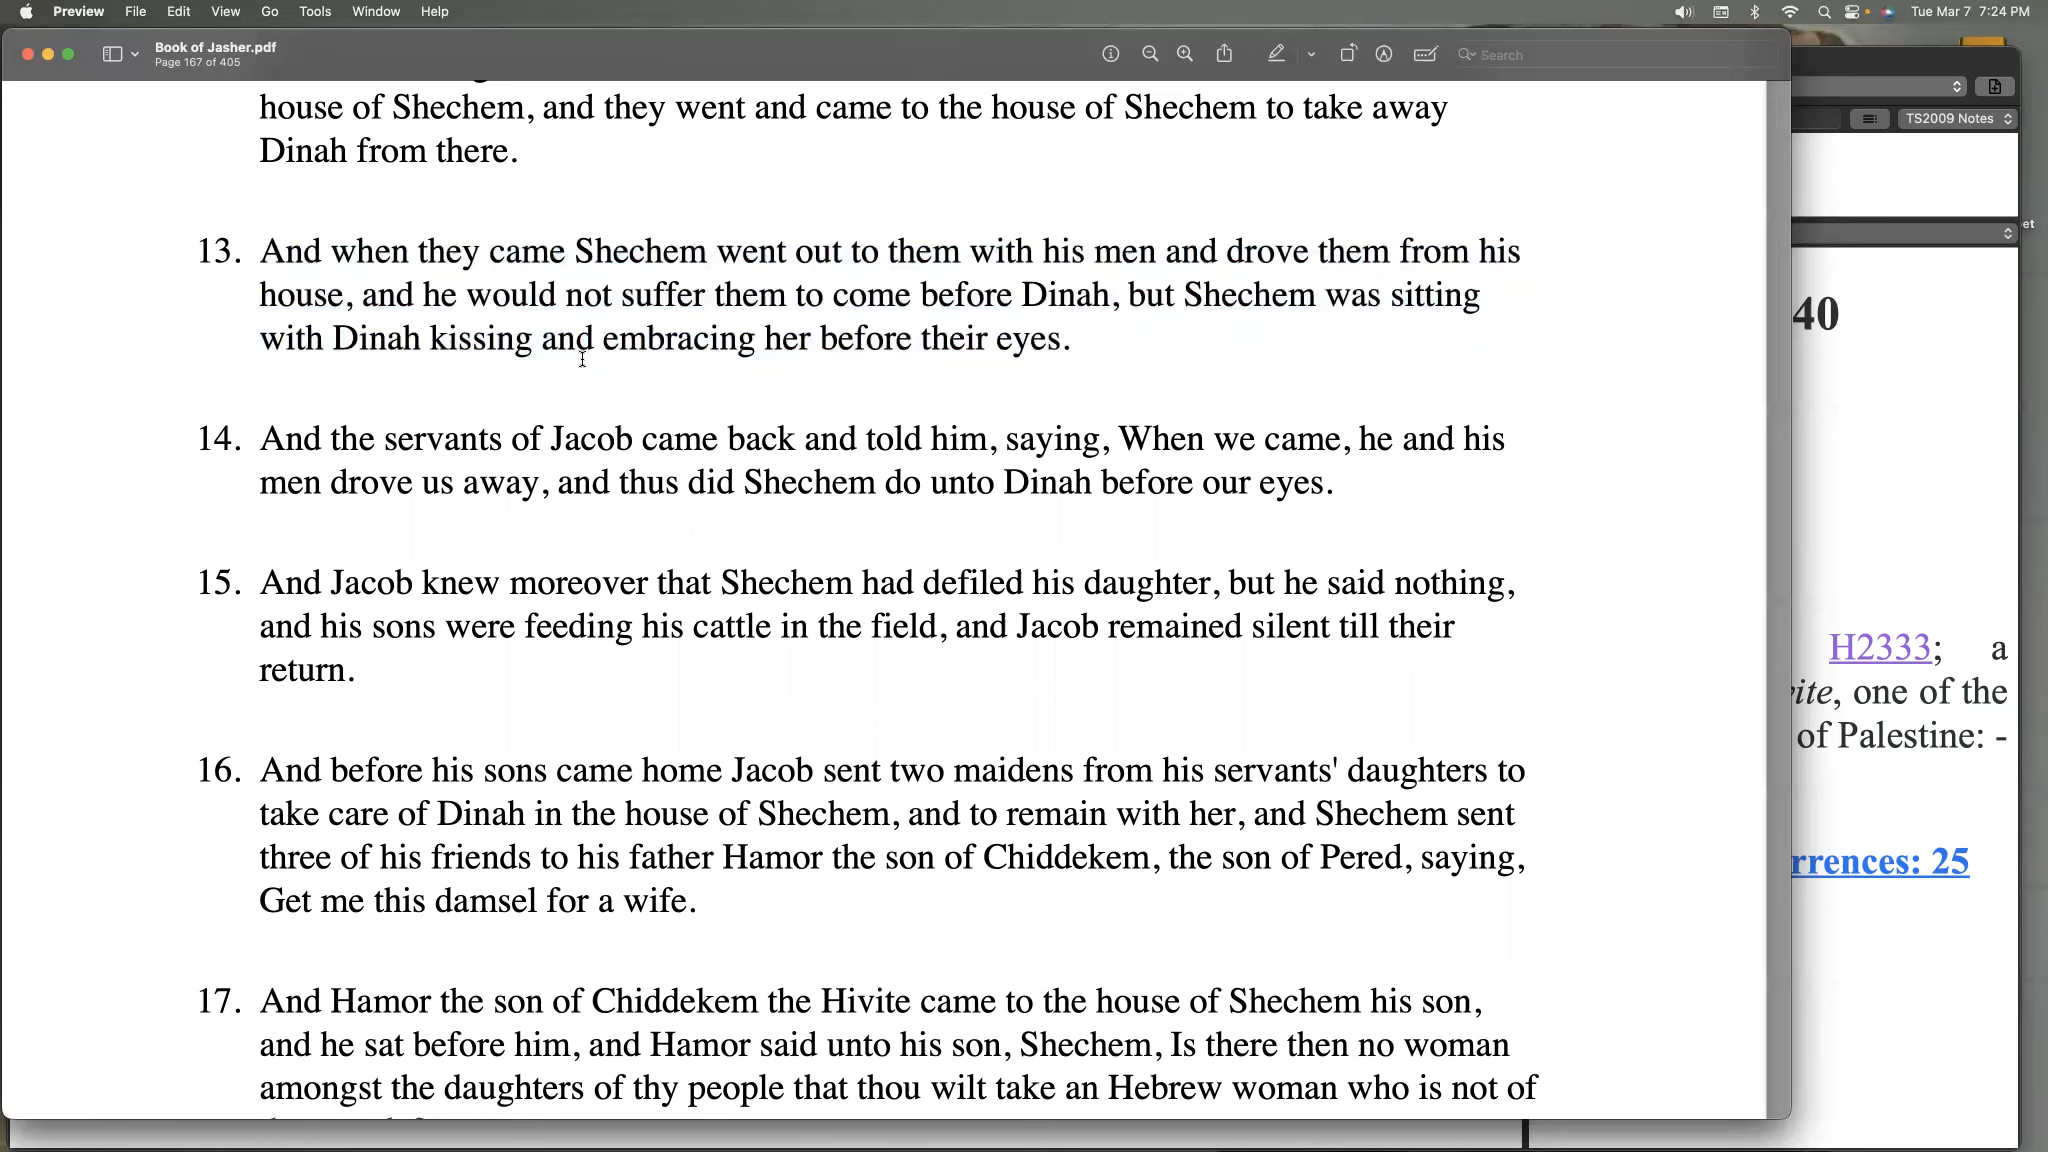 Preview File Edit View Go Tools Window Help
Tue Mar 7 7:24 PM
Book of Jasher.pdf
Page 167 of 405
Search
TS2009 Notes
et
house of Shechem, and they went and came to the house of Shechem to take away
Dinah from there.
13. And when they came Shechem went out to them with his men and drove them from his
house, and he would not suffer them to come before Dinah, but Shechem was sitting
with Dinah kissing and embracing her before their eyes.
14. And the servants of Jacob came back and told him, saying, When we came, he and his
men drove us away, and thus did Shechem do unto Dinah before our eyes.
15. And Jacob knew moreover that Shechem had defiled his daughter, but he said nothing,
and his sons were feeding his cattle in the field, and Jacob remained silent till their
return.
16. And before his sons came home Jacob sent two maidens from his servants' daughters to
take care of Dinah in the house of Shechem, and to remain with her, and Shechem sent
three of his friends to his father Hamor the son of Chiddekem, the son of Pered, saying,
Get me this damsel for a wife.
17. And Hamor the son of Chiddekem the Hivite came to the house of Shechem his son,
and he sat before him, and Hamor said unto his son, Shechem, Is there then no woman
amongst the daughters of thy people that thou wilt take an Hebrew woman who is not of
40
H2333; a
ite, one of the
of Palestine: -
rrences: 25